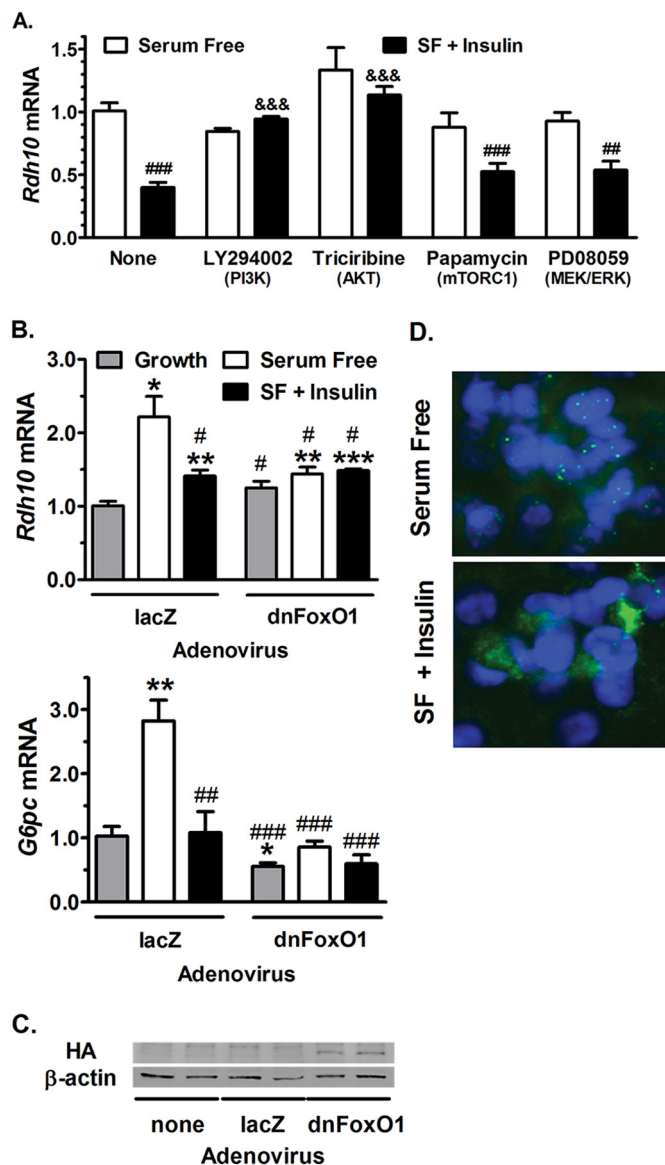 A.
Serum Free SF + Insulin
Rdh10 mRNA
1.5
1.0
0.5
0.0
### &&& &&& ### ##
None LY294002 Triciribine Papamycin PD08059
(PI3K) (AKT) (mTORC1) (MEK/ERK)
B.
Growth Serum Free
SF + Insulin
Rdh10 mRNA
3.0
2.0
1.0
0.0
* # ** # # ** # ***
lacZ dnFoxO1
Adenovirus
G6pc mRNA
3.0
2.0
1.0
0.0
** ## ### * ### ###
lacZ dnFoxO1
Adenovirus
C.
HA
β-actin
none lacZ dnFoxO1
Adenovirus
D.
Serum Free
SF + Insulin